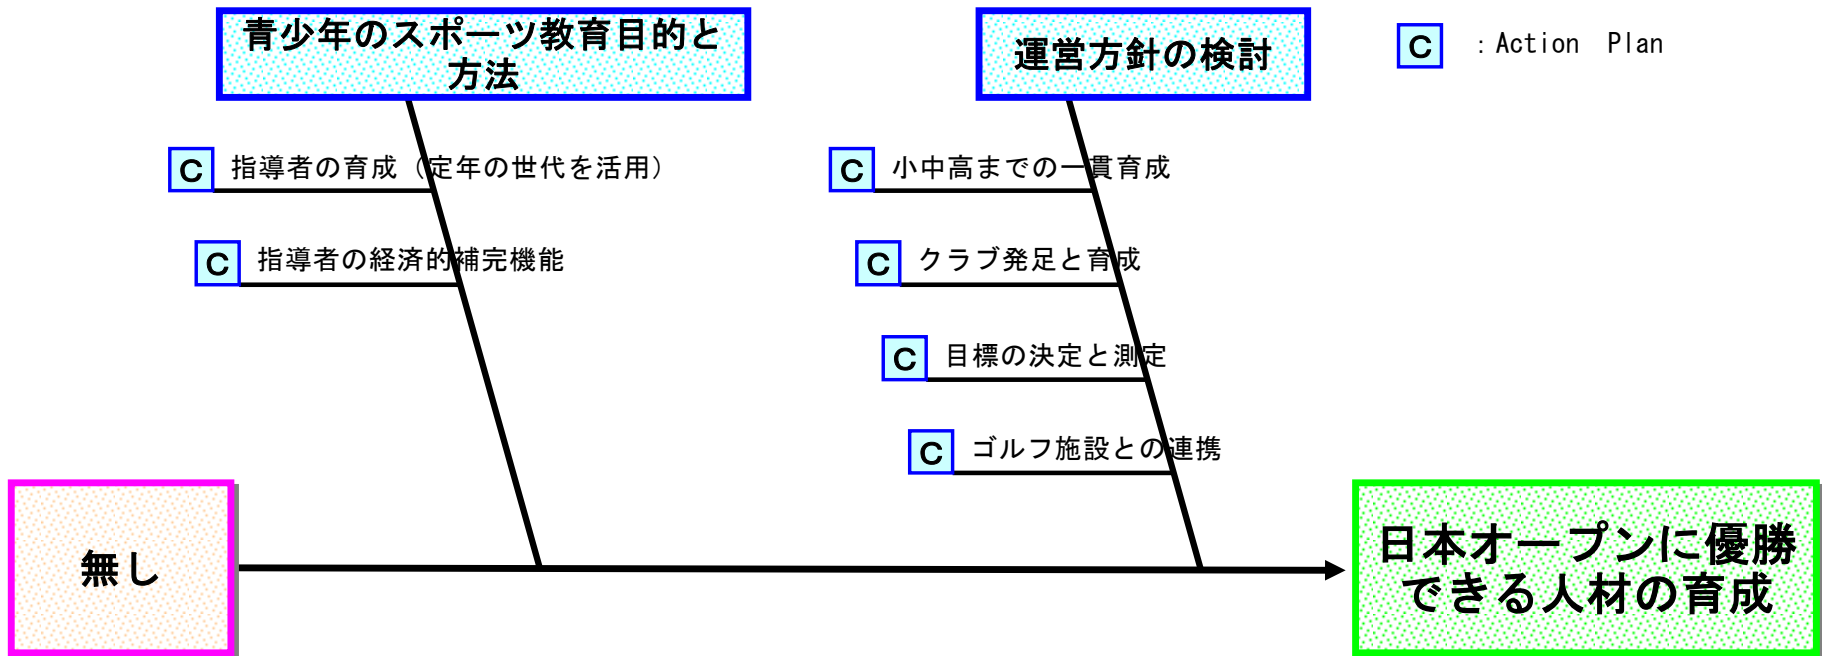 青少年のスポーツ教育目的と
方法
運営方針の検討
C :Action Plan
C 指導者の育成（定年の世代を活用）
C 指導者の経済的補完機能
C 小中高までの一貫育成
C クラブ発足と育成
C 目標の決定と測定
C ゴルフ施設との連携
無し
日本オープンに優勝
できる人材の育成